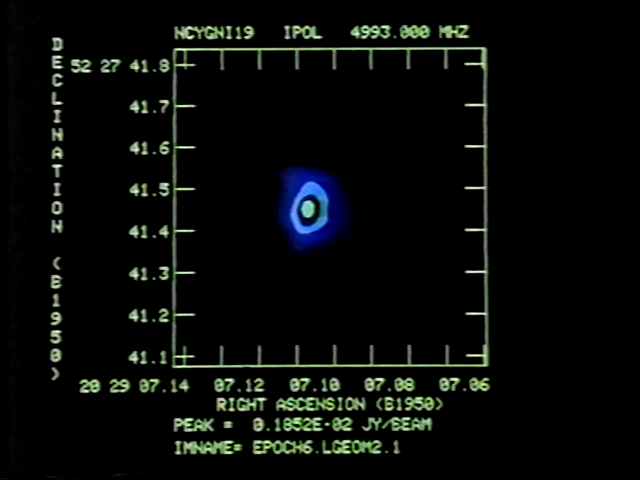 NCYGNI19 IPOL 4993.000 MHZ
DECLINATION (B1950)
52 27 41.8
41.7
41.6
41.5
41.4
41.3
41.2
41.1
20 29 07.14 07.12 07.10 07.08 07.06
RIGHT ASCENSION (B1950)
PEAK = 0.1852E-02 JY/BEAM
IMNAME= EPOCH6.LGEOM2.1